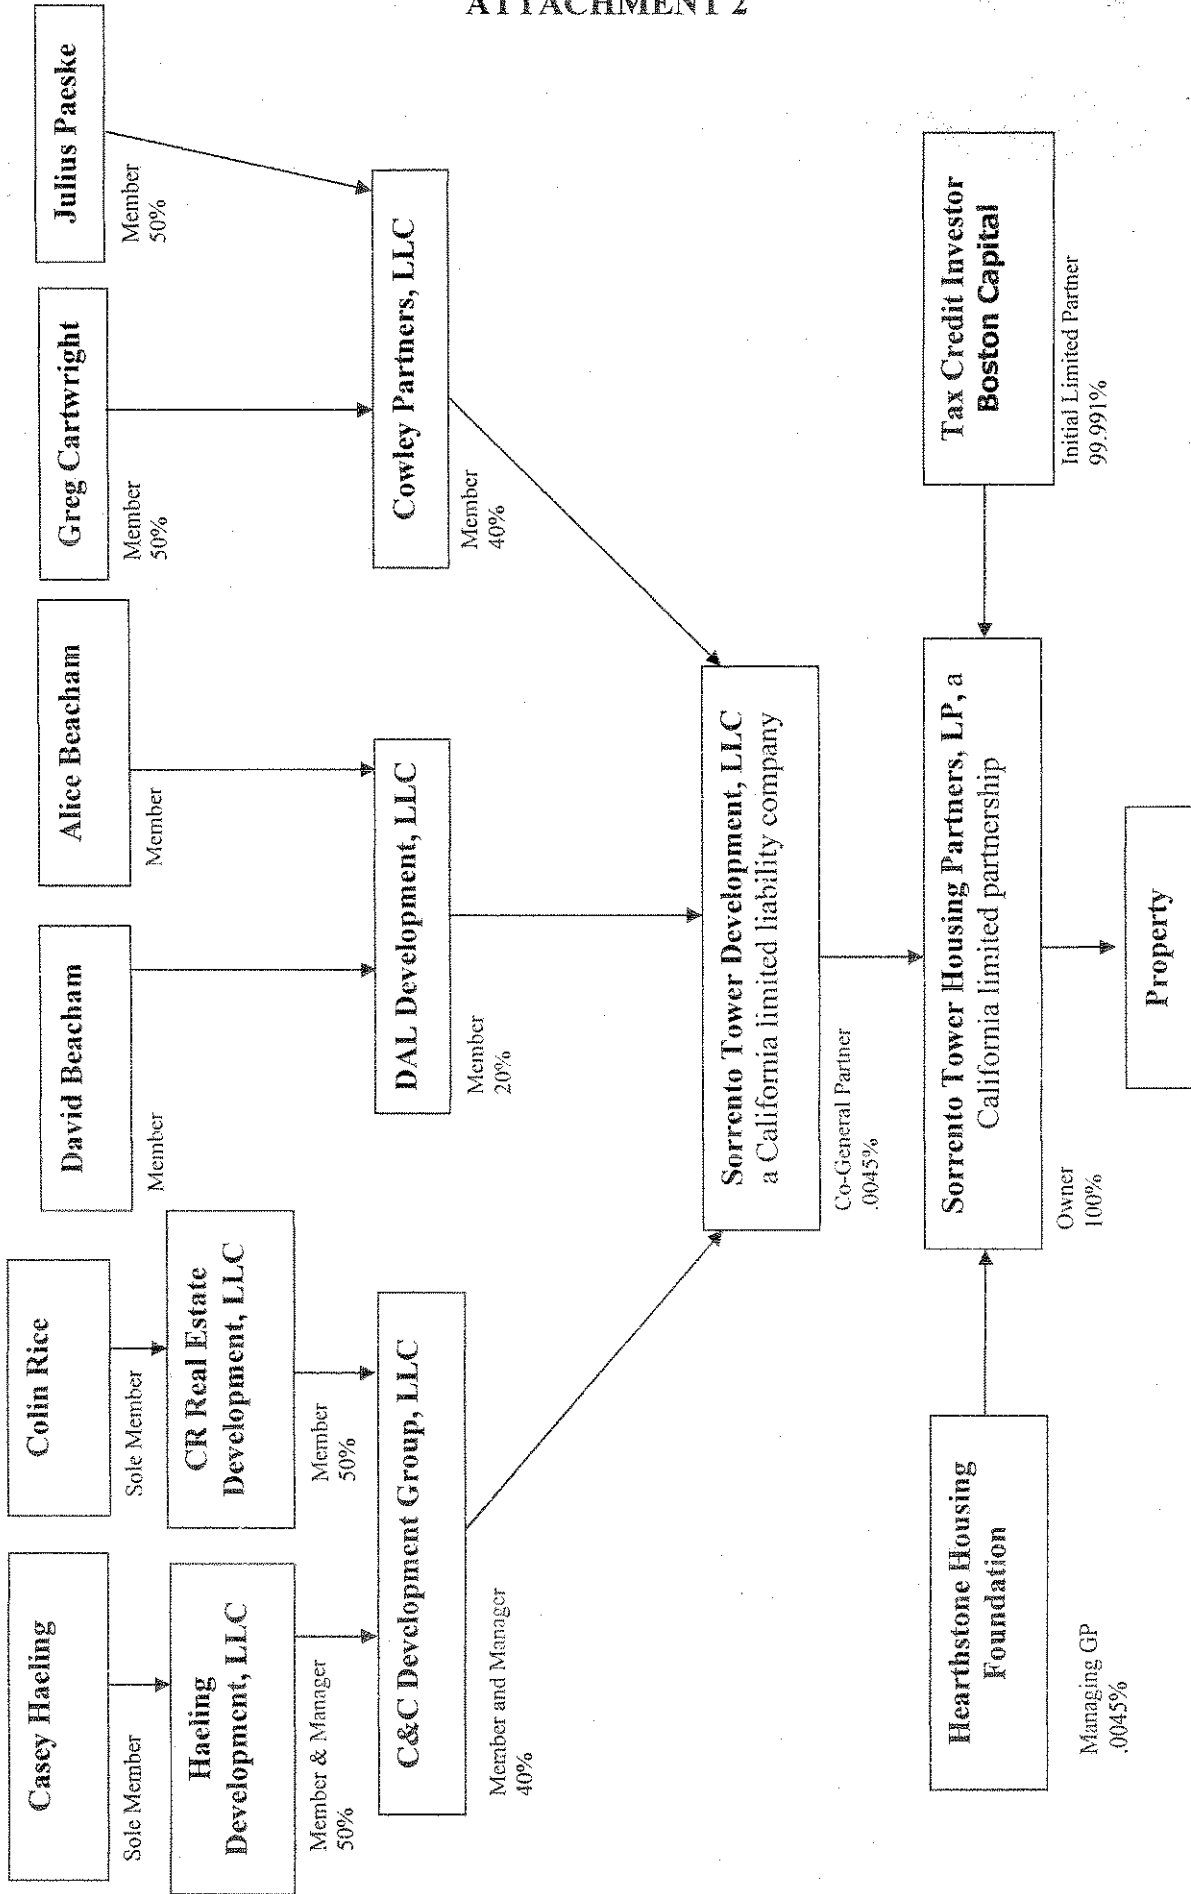 ATTACHMENT 2
Casey Haeling
Sole Member
Colin Rice
Sole Member
David Beacham
Member
Alice Beacham
Member
Greg Cartwright
Member
50%
Julius Paeske
Member
50%
Haeling
Development, LLC
Member & Manager
50%
CR Real Estate
Development, LLC
Member
50%
C&C Development Group, LLC
Member and Manager
40%
DAL Development, LLC
Member
20%
Cowley Partners, LLC
Member
40%
Sorrento Tower Development, LLC
a California limited liability company
Co-General Partner
.0045%
Hearthstone Housing
Foundation
Managing GP
.0045%
Sorrento Tower Housing Partners, LP, a
California limited partnership
Owner
100%
Tax Credit Investor
Boston Capital
Initial Limited Partner
99.991%
Property